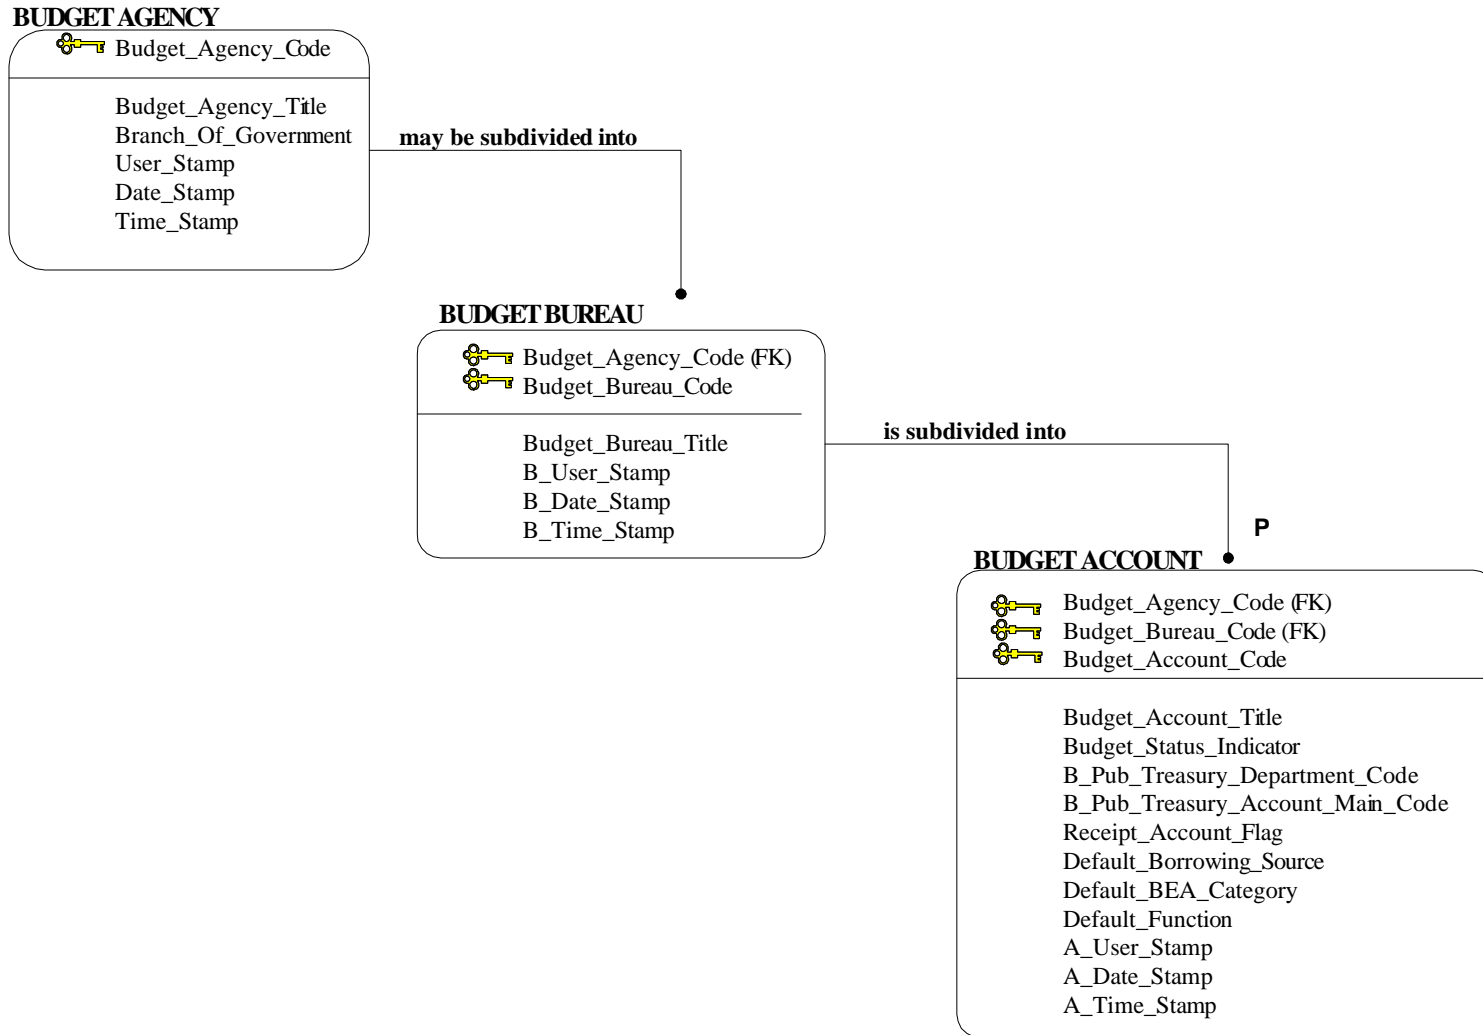 BUDGET AGENCY
Budget_Agency_Code
Budget_Agency_Title
Branch_Of_Government
User_Stamp
Date_Stamp
Time_Stamp
may be subdivided into
BUDGET BUREAU
Budget_Agency_Code (FK)
Budget_Bureau_Code
Budget_Bureau_Title
B_User_Stamp
B_Date_Stamp
B_Time_Stamp
is subdivided into
P
BUDGET ACCOUNT
Budget_Agency_Code (FK)
Budget_Bureau_Code (FK)
Budget_Account_Code
Budget_Account_Title
Budget_Status_Indicator
B_Pub_Treasury_Department_Code
B_Pub_Treasury_Account_Main_Code
Receipt_Account_Flag
Default_Borrowing_Source
Default_BEA_Category
Default_Function
A_User_Stamp
A_Date_Stamp
A_Time_Stamp